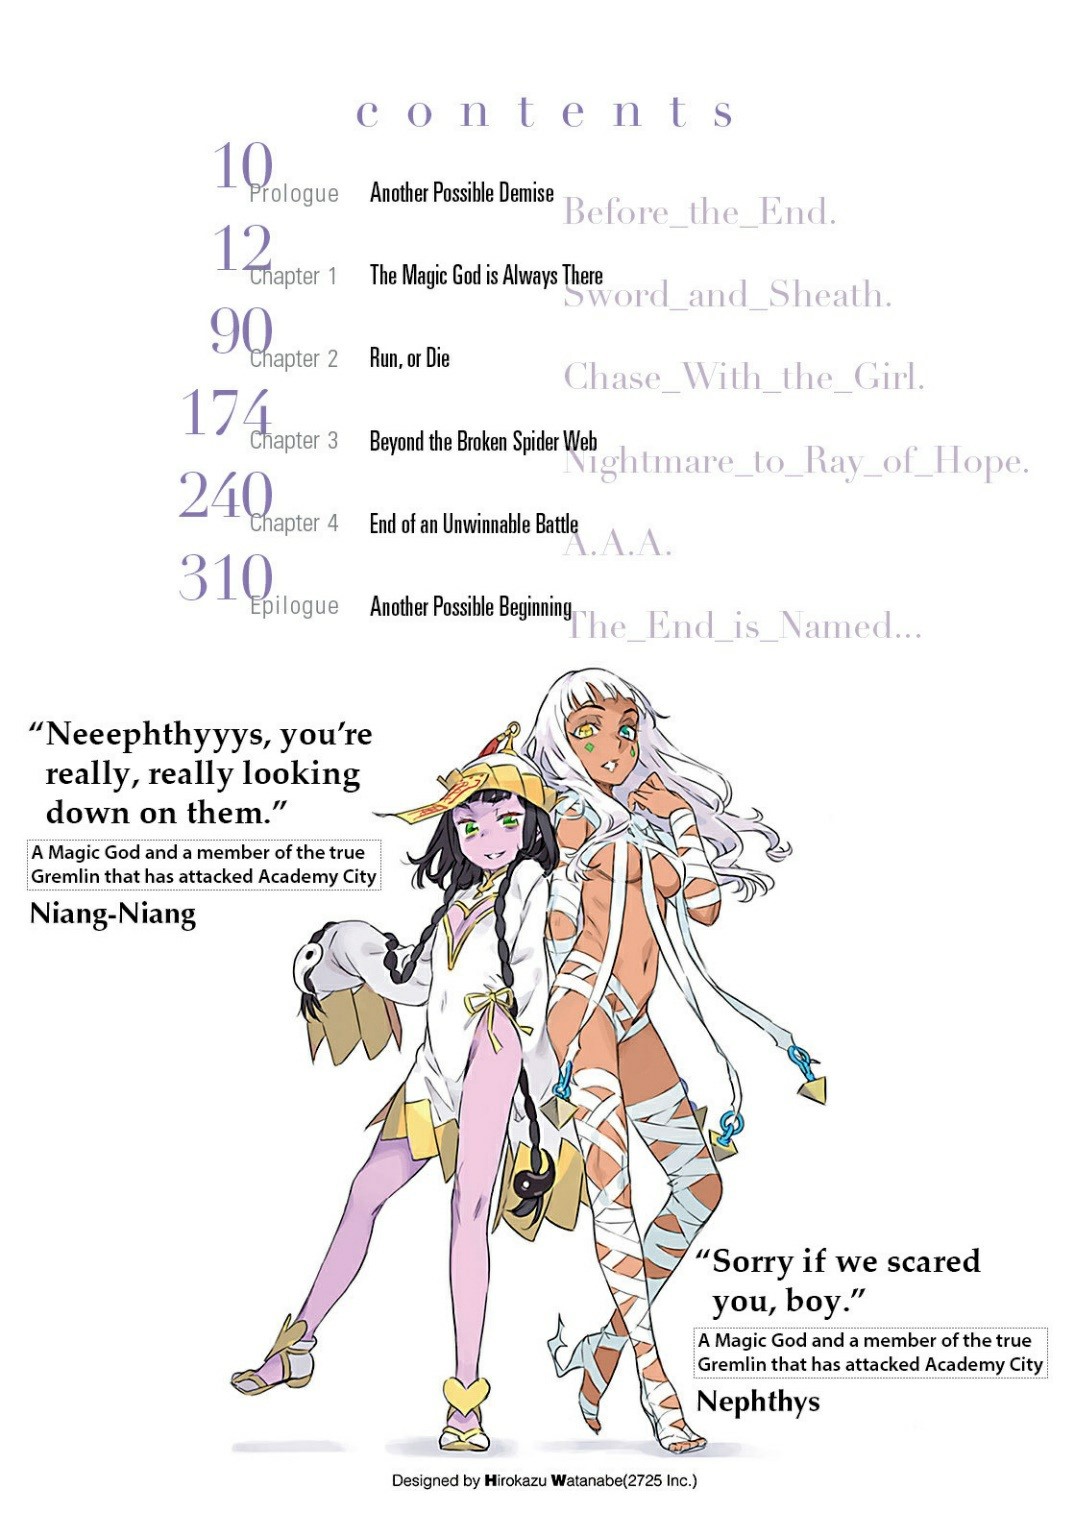 contents
10
Prologue Another Possible Demise
Before_the_End.
12
Chapter 1 The Magic God is Always There
Sword_and_Sheath.
90
Chapter 2 Run, or Die
Chase_With_the_Girl.
174
Chapter 3 Beyond the Broken Spider Web
Nightmare_to_Ray_of_Hope.
240
Chapter 4 End of an Unwinnable Battle
A.A.A.
310
Epilogue Another Possible Beginning
The_End_is_Named...
“Neeephthyyys, you’re
really, really looking
down on them.”
A Magic God and a member of the true
Gremlin that has attacked Academy City
Niang-Niang
“Sorry if we scared
you, boy.”
A Magic God and a member of the true
Gremlin that has attacked Academy City
Nephthys
Designed by Hirokazu Watanabe(2725 Inc.)